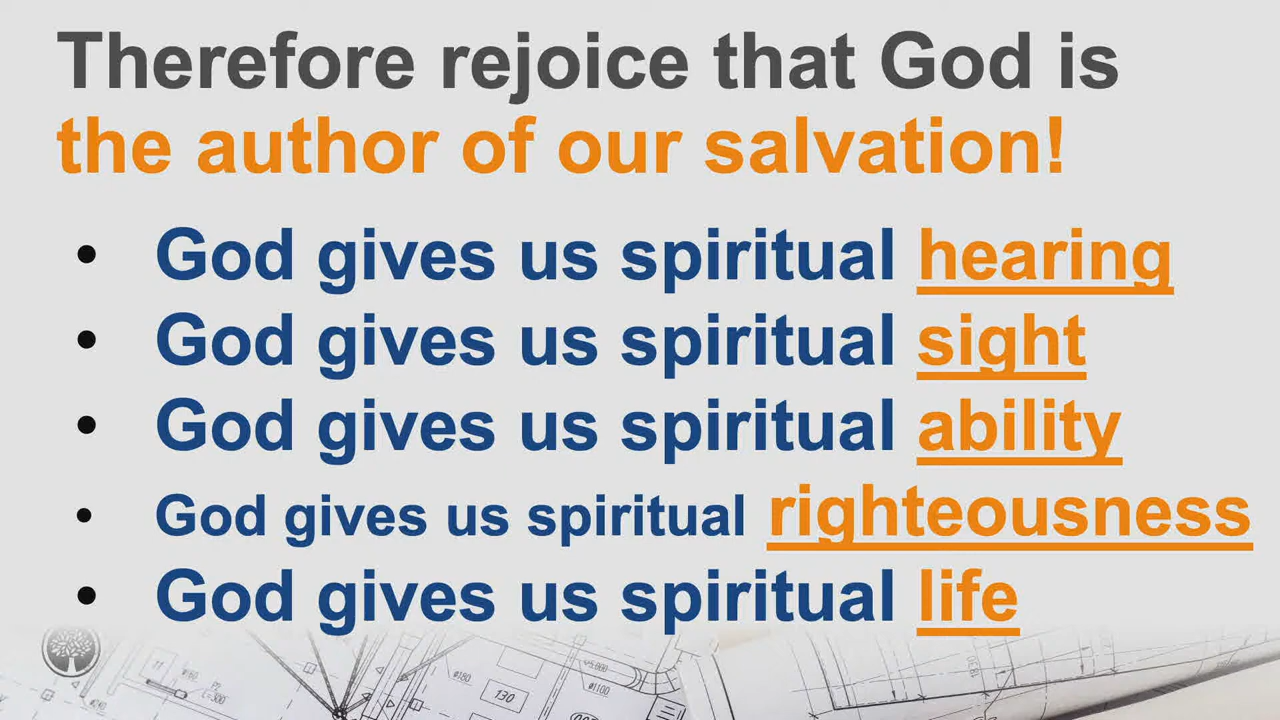 Therefore rejoice that God is
the author of our salvation!
• God gives us spiritual hearing
• God gives us spiritual sight
• God gives us spiritual ability
• God gives us spiritual righteousness
• God gives us spiritual life
130